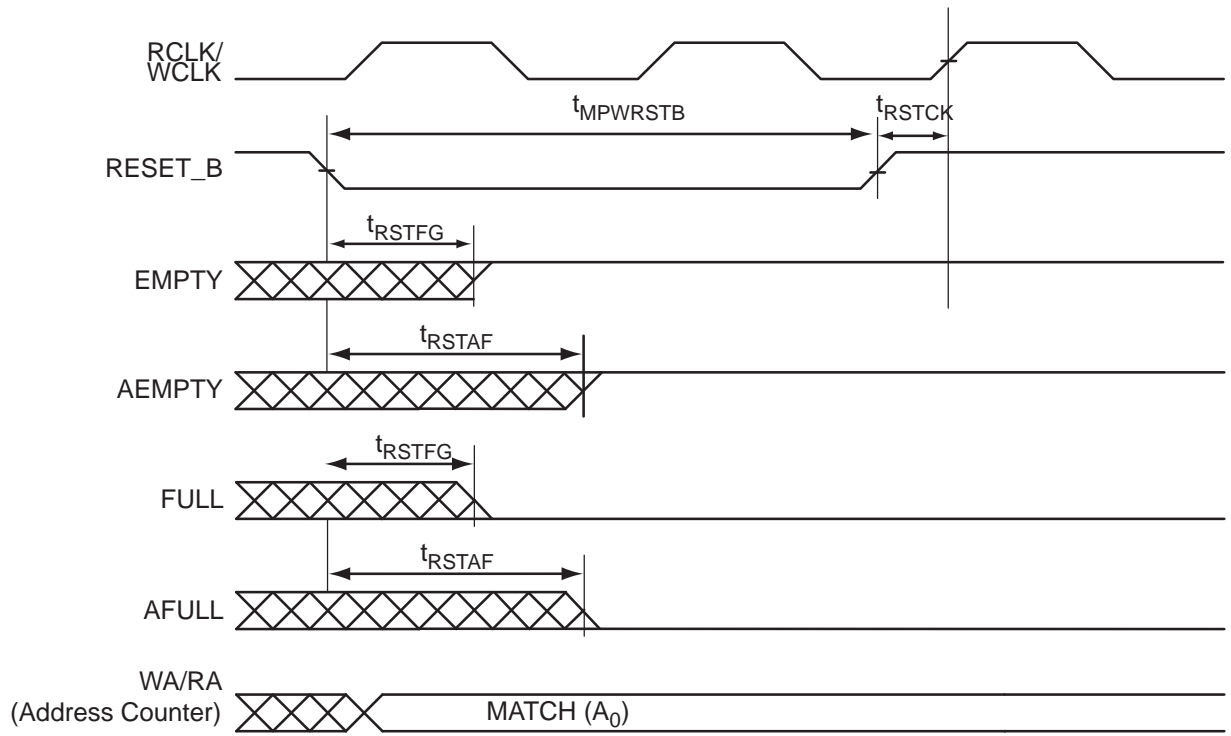 RCLK/
WCLK
tMPWRSTB
tRSTCK
RESET_B
tRSTFG
EMPTY
tRSTAF
AEMPTY
tRSTFG
FULL
tRSTAF
AFULL
WA/RA
(Address Counter)
MATCH (A0)